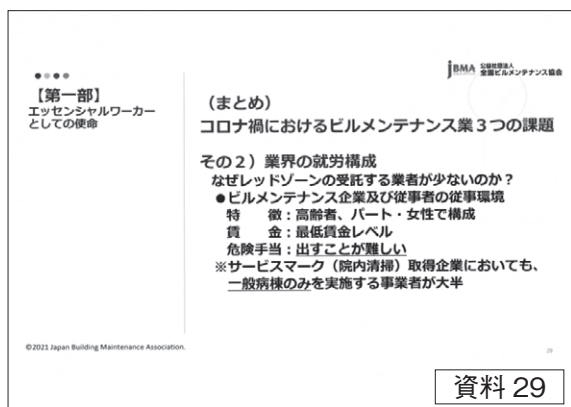 JBMA 公益社団法人
全国ビルメンテナンス協会
【第一部】
エッセンシャルワーカー
としての使命
(まとめ)
コロナ禍におけるビルメンテナンス業3つの課題
その2)業界の就労構成
なぜレッドゾーンの受託する業者が少ないのか?
●ビルメンテナンス企業及び従事者の従事環境
特 徴:高齢者、パート・女性で構成
賃 金:最低賃金レベル
危険手当:出すことが難しい
※サービスマーク(院内清掃)取得企業においても、
一般病棟のみを実施する事業者が大半
©2021 Japan Building Maintenance Association.
29
資料 29